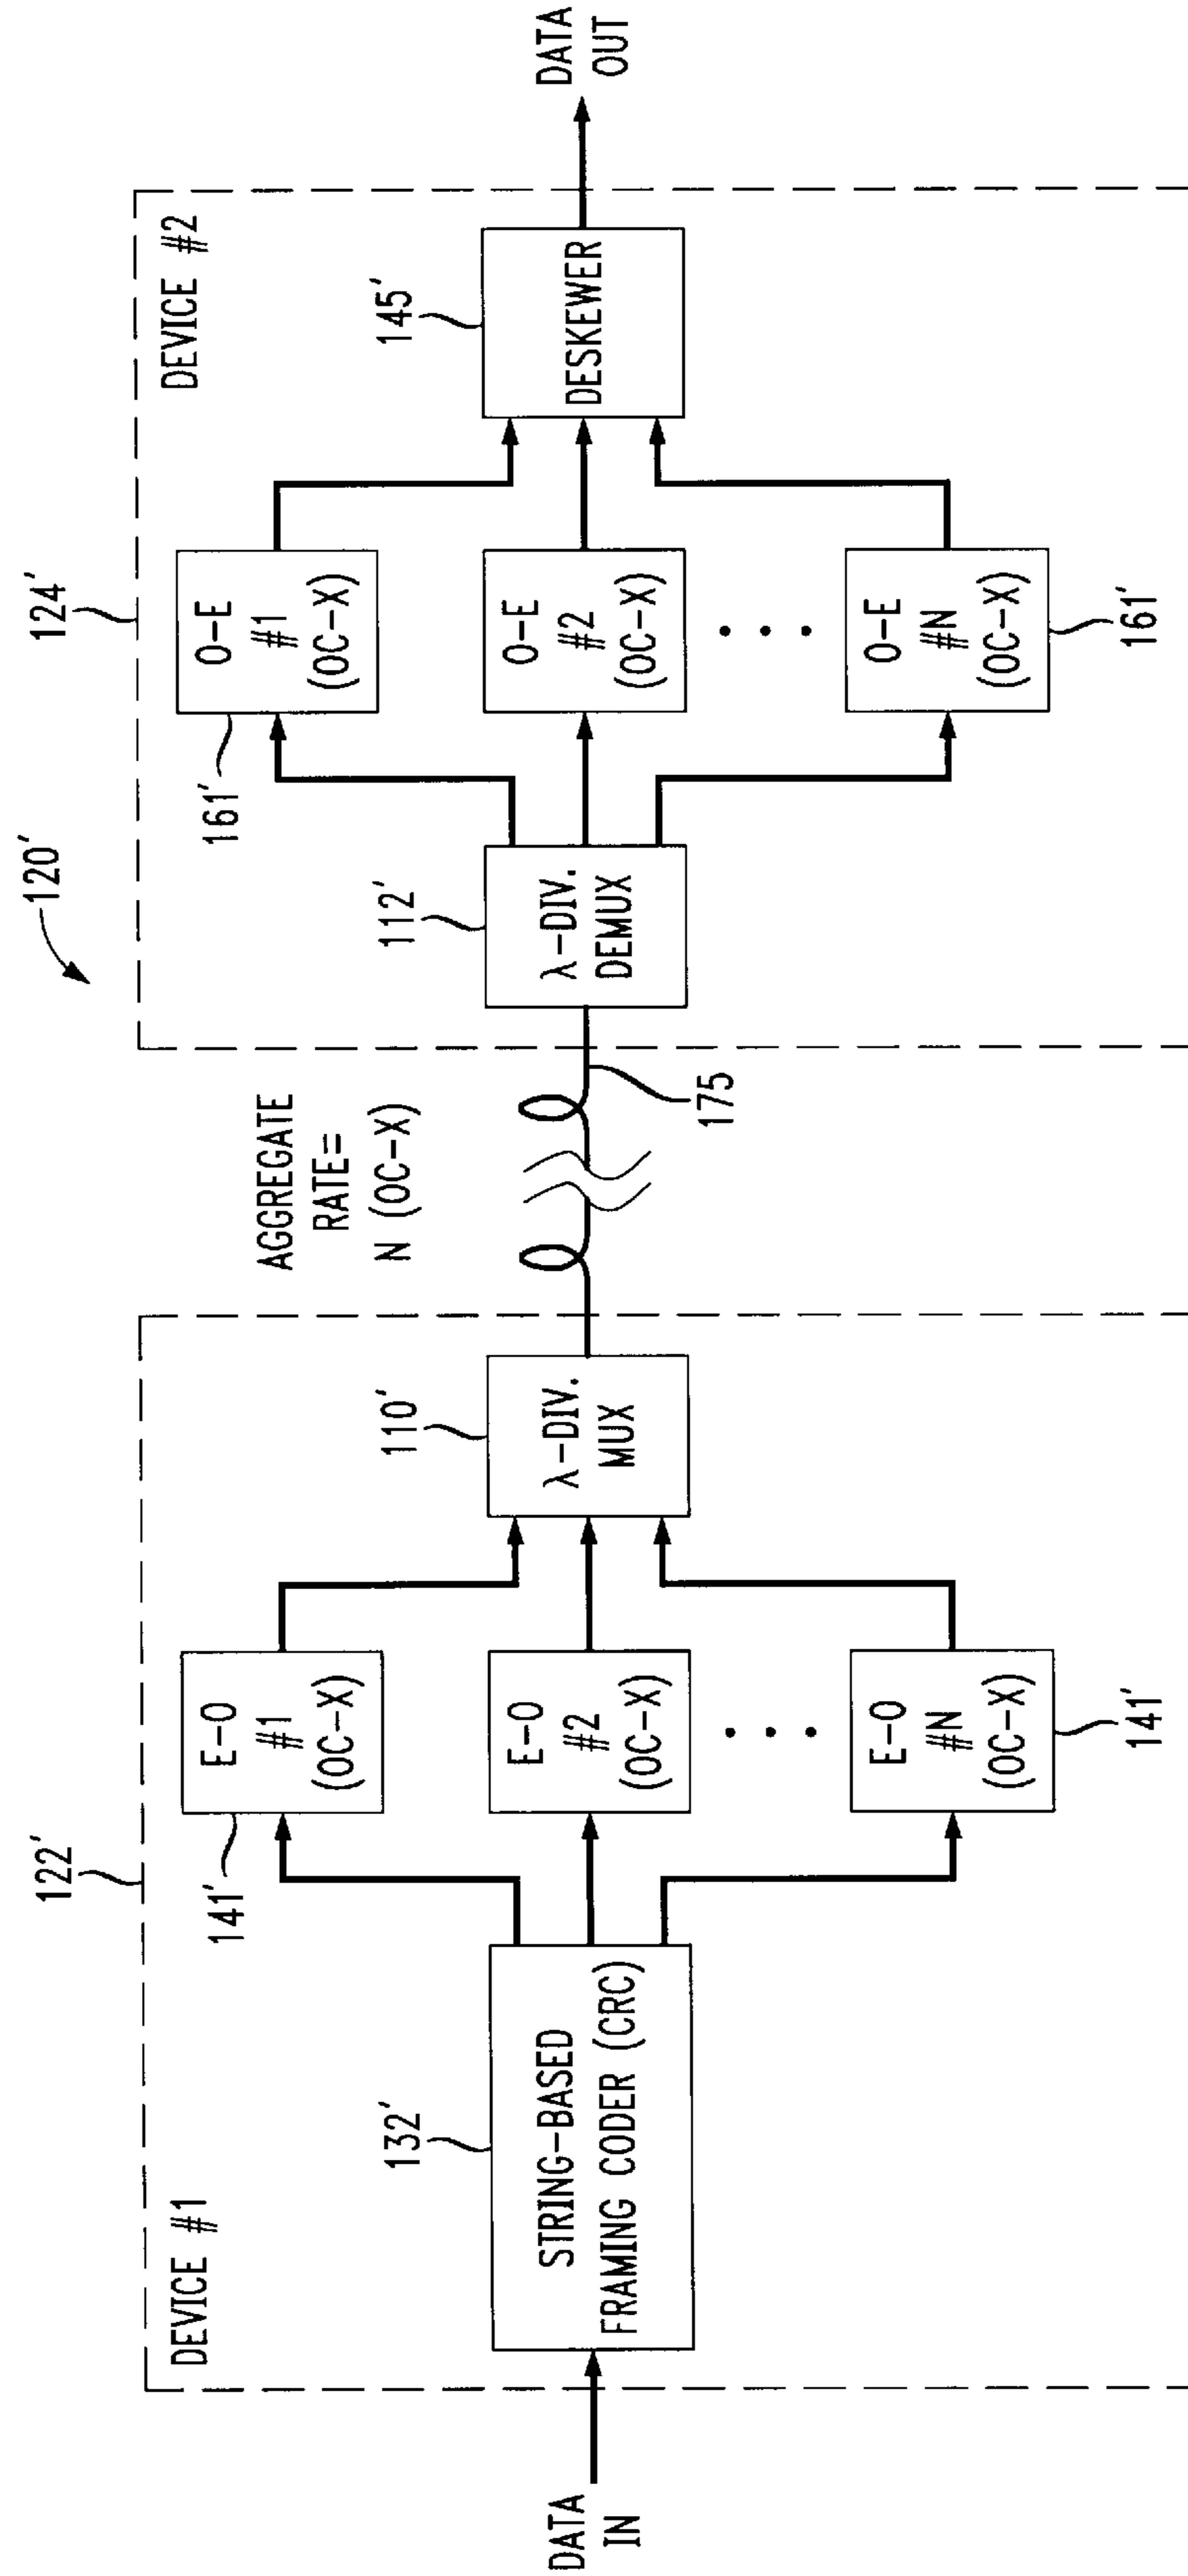 120′
122′
DEVICE #1
DATA
IN
132′
STRING-BASED
FRAMING CODER (CRC)
141′
E-O
#1
(OC-X)
E-O
#2
(OC-X)
E-O
#N
(OC-X)
141′
110′
λ-DIV.
MUX
AGGREGATE
RATE=
N (OC-X)
175
124′
DEVICE #2
112′
λ-DIV.
DEMUX
161′
O-E
#1
(OC-X)
O-E
#2
(OC-X)
O-E
#N
(OC-X)
161′
145′
DESKEWER
DATA
OUT